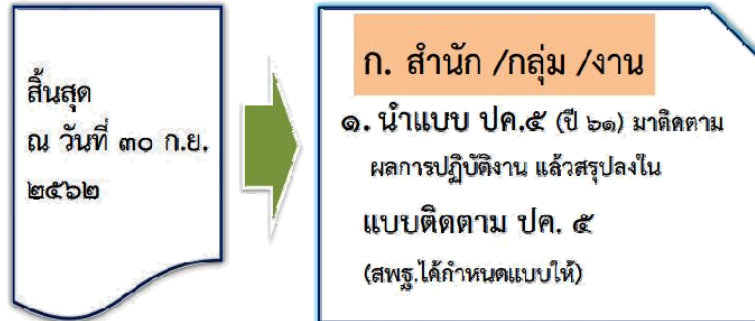 สิ้นสุด
ณ วันที่ ๓๐ ก.ย.
๒๕๖๒
ก. สำนัก /กลุ่ม /งาน
๑. นำแบบ ปค.๕ (ปี ๖๑) มาติดตาม
ผลการปฏิบัติงาน แล้วสรุปลงใน
แบบติดตาม ปค. ๕
(สพฐ.ได้กำหนดแบบให้)